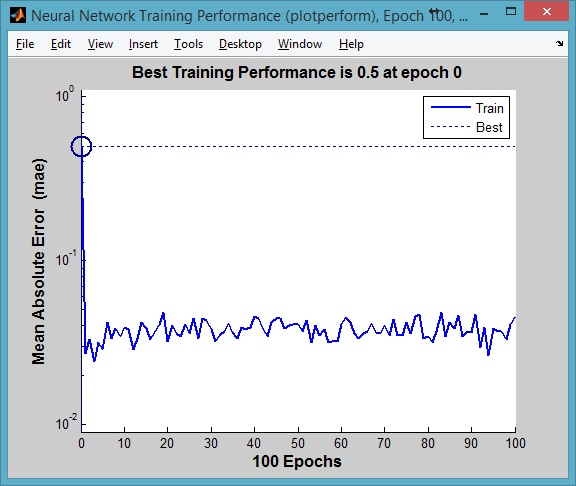 Neural Network Training Performance (plotperform), Epoch 100, ...
File Edit View Insert Tools Desktop Window Help
Best Training Performance is 0.5 at epoch 0
Train
Best
Mean Absolute Error (mae)
10^0
10^-1
10^-2
0 10 20 30 40 50 60 70 80 90 100
100 Epochs